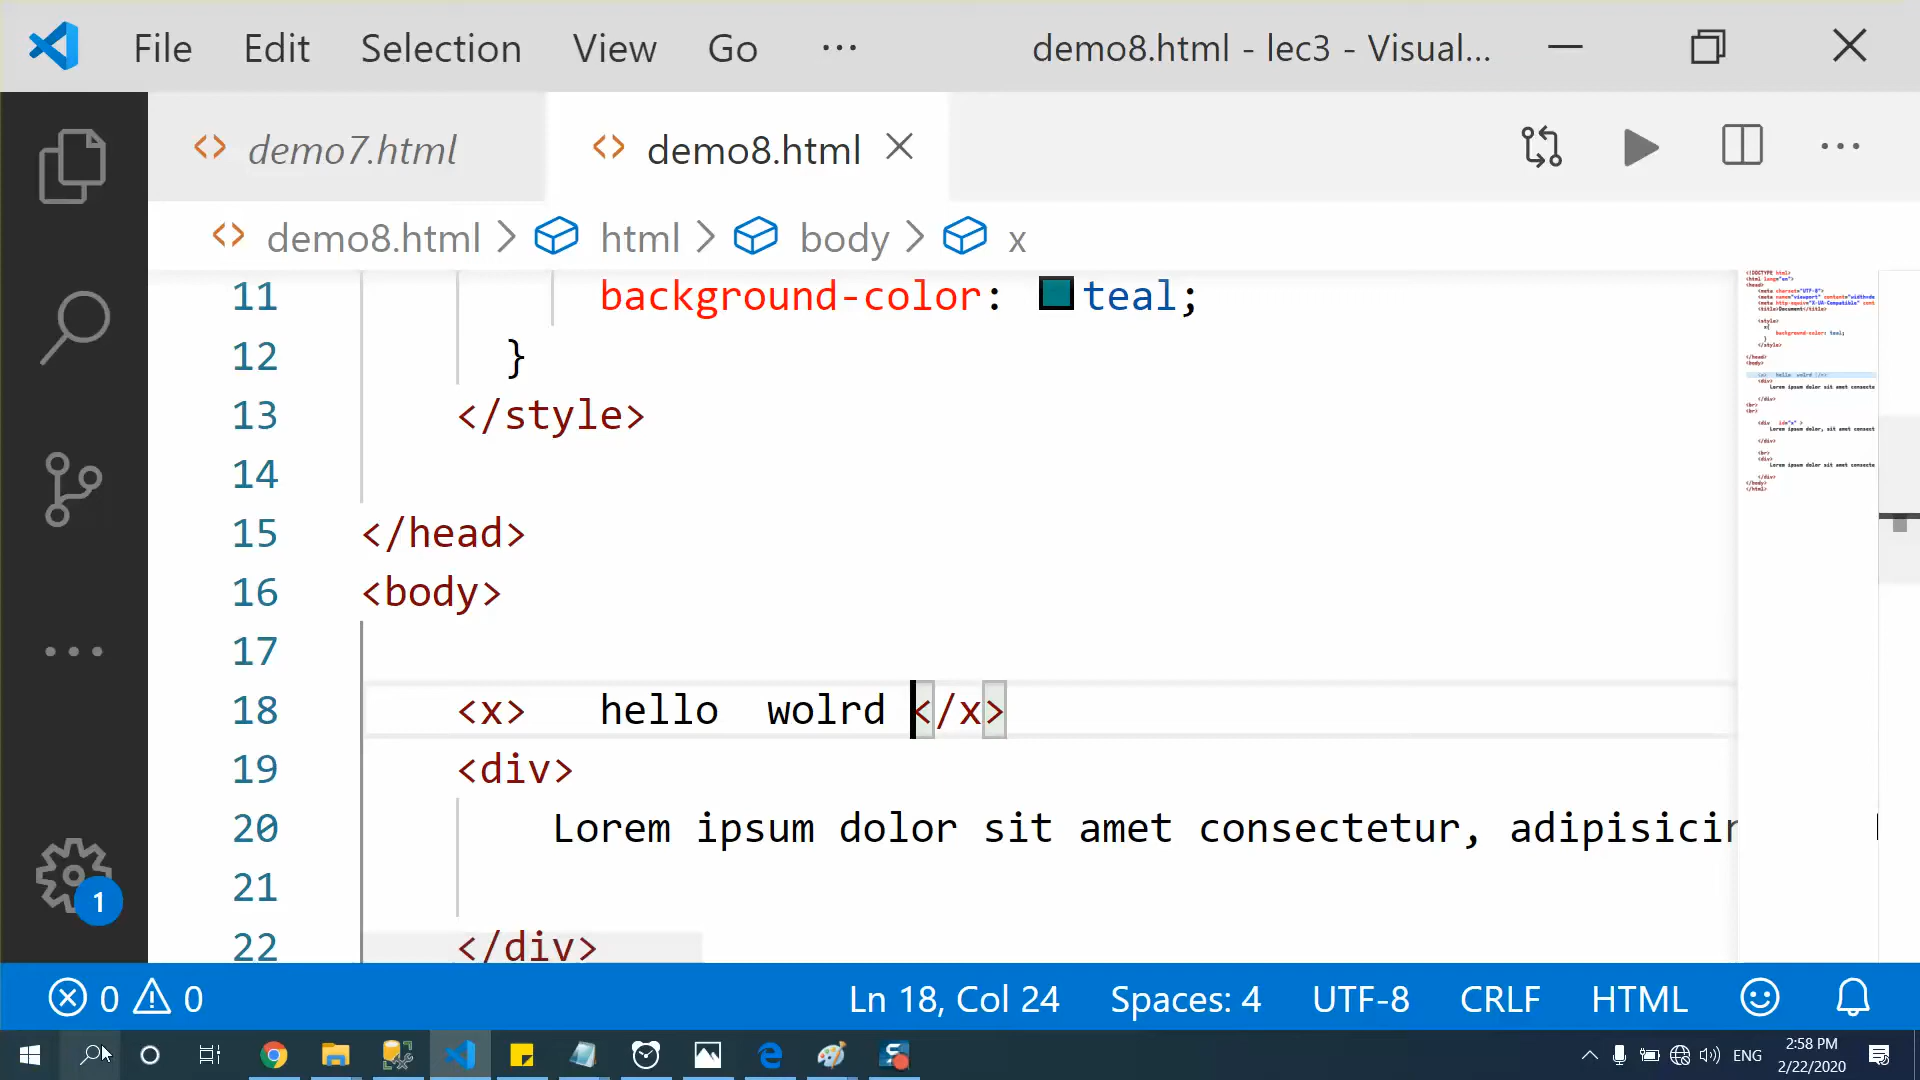 File Edit Selection View Go ··· demo8.html - lec3 - Visual...
demo7.html demo8.html
demo8.html > html > body > x
11 background-color: teal;
12 }
13 </style>
14
15 </head>
16 <body>
17
18 <x>   hello  wolrd </x>
19 <div>
20 Lorem ipsum dolor sit amet consectetur, adipisicin
21
22 </div>
1
0 0 Ln 18, Col 24 Spaces: 4 UTF-8 CRLF HTML
ENG 2:58 PM
2/22/2020